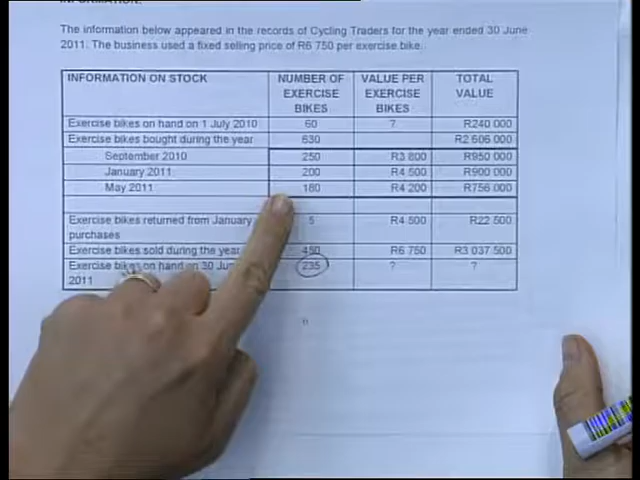 INFORMATION:
The information below appeared in the records of Cycling Traders for the year ended 30 June
2011. The business used a fixed selling price of R6 750 per exercise bike.
INFORMATION ON STOCK NUMBER OF EXERCISE BIKES VALUE PER EXERCISE BIKES TOTAL VALUE
Exercise bikes on hand on 1 July 2010 60 ? R240 000
Exercise bikes bought during the year 630 R2 606 000
September 2010 250 R3 800 R950 000
January 2011 200 R4 500 R900 000
May 2011 180 R4 200 R756 000
Exercise bikes returned from January purchases 5 R4 500 R22 500
Exercise bikes sold during the year 450 R6 750 R3 037 500
Exercise bikes on hand on 30 June 2011 235 ? ?
6